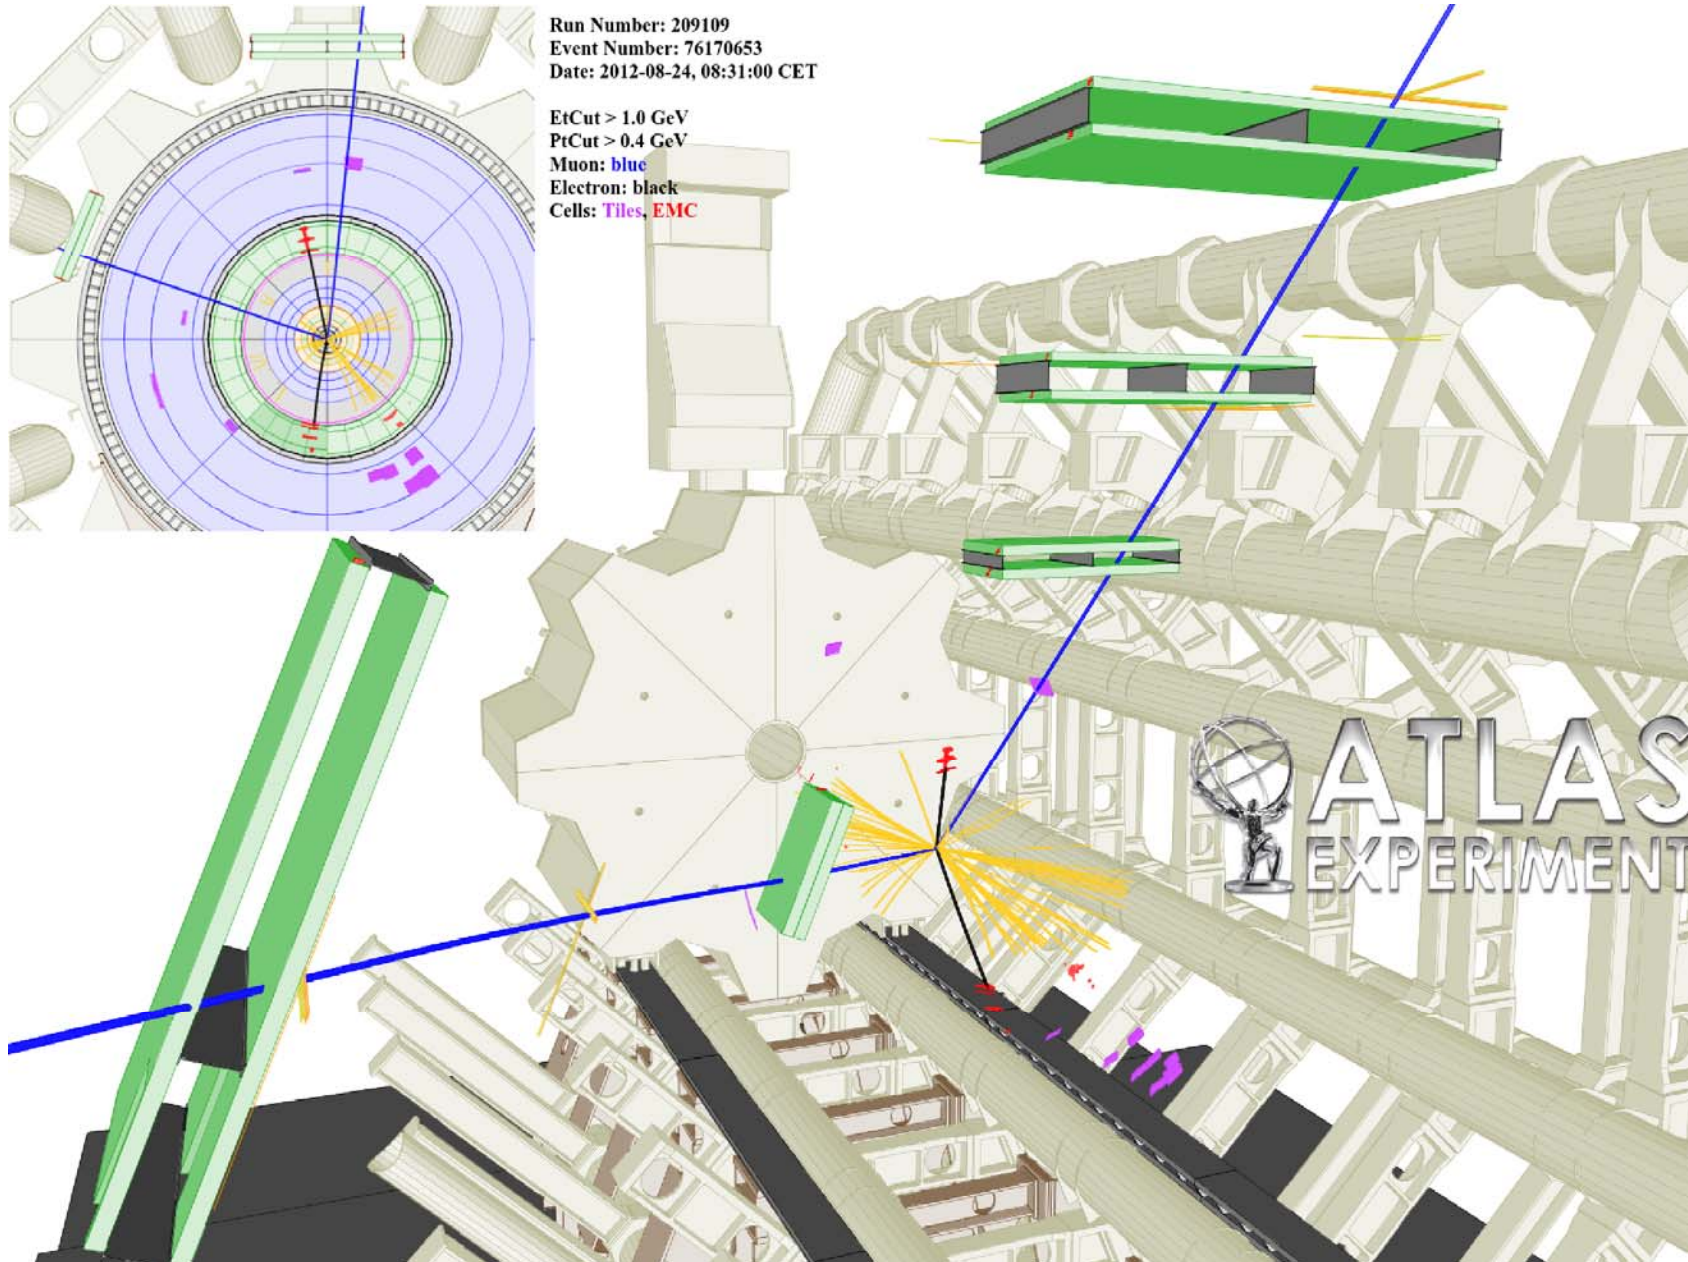 Run Number: 209109
Event Number: 76170653
Date: 2012-08-24, 08:31:00 CET
EtCut > 1.0 GeV
PtCut > 0.4 GeV
Muon: blue
Electron: black
Cells: Tiles, EMC
ATLAS
EXPERIMENT